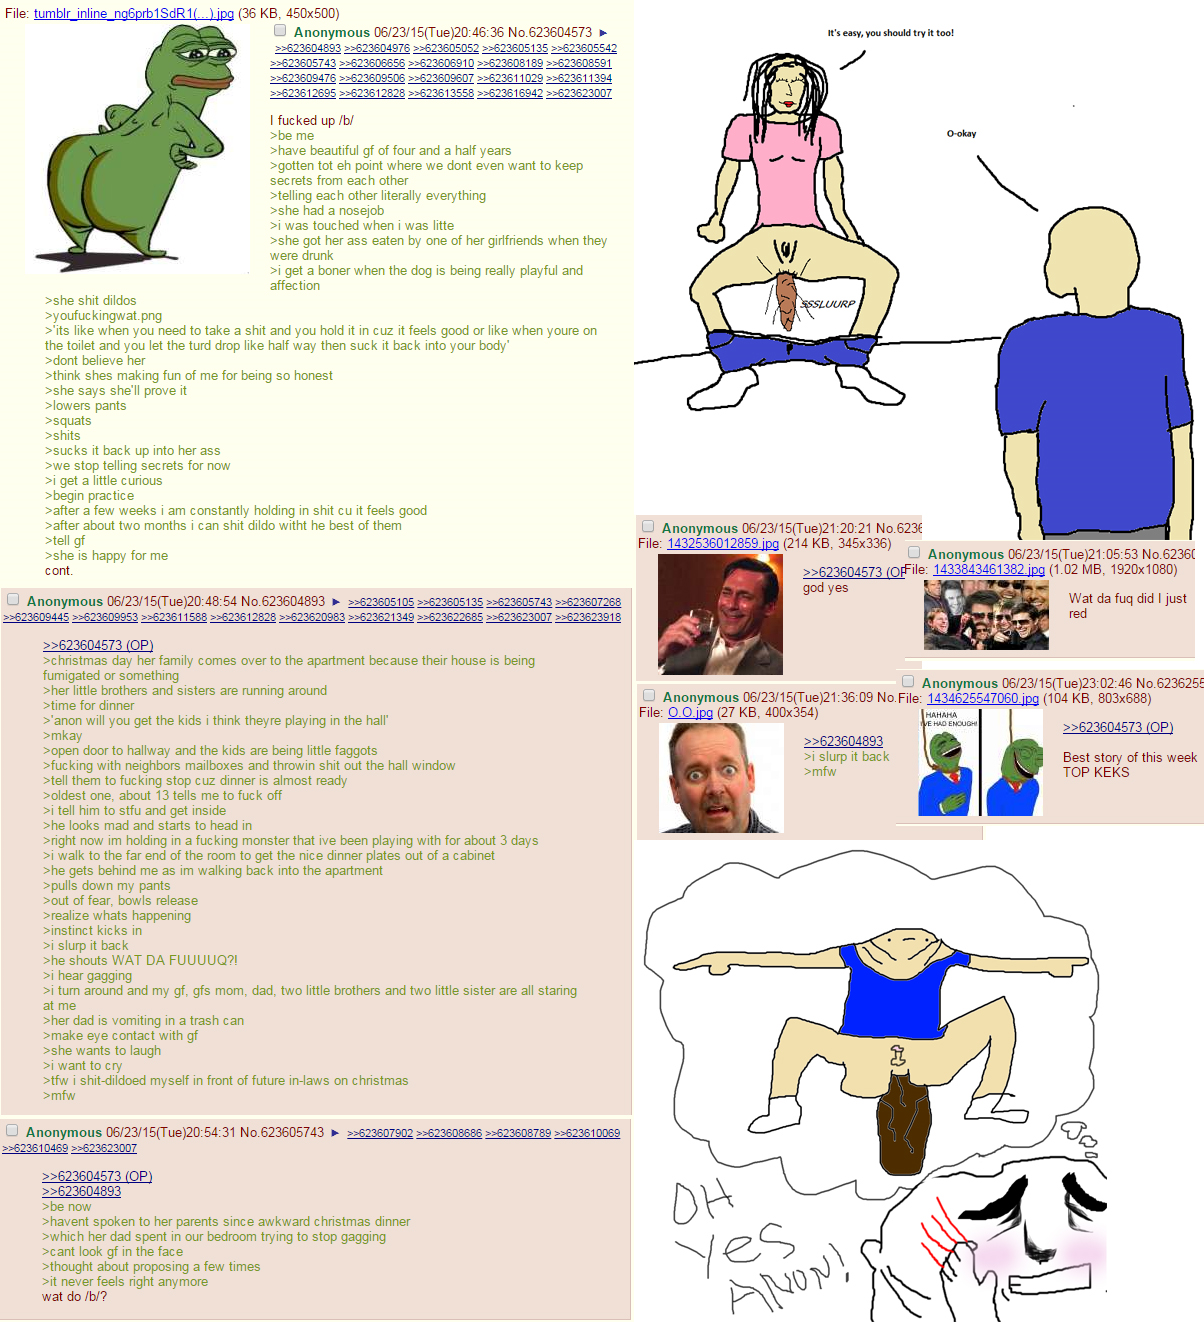 File: tumblr_inline_ng6prb1SdR1(...).jpg (36 KB, 450x500)
Anonymous 06/23/15(Tue)20:46:36 No.623604573 ►
>>623604893 >>623604976 >>623605052 >>623605135 >>623605542
>>623605743 >>623606656 >>623606910 >>623608189 >>623608591
>>623609476 >>623609506 >>623609607 >>623611029 >>623611394
>>623612695 >>623612828 >>623613558 >>623616942 >>623623007
I fucked up /b/
>be me
>have beautiful gf of four and a half years
>gotten tot eh point where we dont even want to keep
secrets from each other
>telling each other literally everything
>she had a nosejob
>i was touched when i was litte
>she got her ass eaten by one of her girlfriends when they
were drunk
>i get a boner when the dog is being really playful and
affection
>she shit dildos
>youfuckingwat.png
>'its like when you need to take a shit and you hold it in cuz it feels good or like when youre on
the toilet and you let the turd drop like half way then suck it back into your body'
>dont believe her
>think shes making fun of me for being so honest
>she says she'll prove it
>lowers pants
>squats
>shits
>sucks it back up into her ass
>we stop telling secrets for now
>i get a little curious
>begin practice
>after a few weeks i am constantly holding in shit cu it feels good
>after about two months i can shit dildo witht he best of them
>tell gf
>she is happy for me
cont.
Anonymous 06/23/15(Tue)20:48:54 No.623604893 ► >>623605105 >>623605135 >>623605743 >>623607268
>>623609445 >>623609953 >>623611588 >>623612828 >>623620983 >>623621349 >>623622685 >>623623007 >>623623918
>>623604573 (OP)
>christmas day her family comes over to the apartment because their house is being
fumigated or something
>her little brothers and sisters are running around
>time for dinner
>'anon will you get the kids i think theyre playing in the hall'
>mkay
>open door to hallway and the kids are being little faggots
>fucking with neighbors mailboxes and throwin shit out the hall window
>tell them to fucking stop cuz dinner is almost ready
>oldest one, about 13 tells me to fuck off
>i tell him to stfu and get inside
>he looks mad and starts to head in
>right now im holding in a fucking monster that ive been playing with for about 3 days
>i walk to the far end of the room to get the nice dinner plates out of a cabinet
>he gets behind me as im walking back into the apartment
>pulls down my pants
>out of fear, bowls release
>realize whats happening
>instinct kicks in
>i slurp it back
>he shouts WAT DA FUUUUQ?!
>i hear gagging
>i turn around and my gf, gfs mom, dad, two little brothers and two little sister are all staring
at me
>her dad is vomiting in a trash can
>make eye contact with gf
>she wants to laugh
>i want to cry
>tfw i shit-dildoed myself in front of future in-laws on christmas
>mfw
Anonymous 06/23/15(Tue)20:54:31 No.623605743 ► >>623607902 >>623608686 >>623608789 >>623610069
>>623610469 >>623623007
>>623604573 (OP)
>>623604893
>be now
>havent spoken to her parents since awkward christmas dinner
>which her dad spent in our bedroom trying to stop gagging
>cant look gf in the face
>thought about proposing a few times
>it never feels right anymore
wat do /b/?
It's easy, you should try it too!
O-okay
SSSLUURP
Anonymous 06/23/15(Tue)21:20:21 No.6236
File: 1432536012859.jpg (214 KB, 345x336)
>>623604573 (OP
god yes
Anonymous 06/23/15(Tue)21:05:53 No.62360
File: 1433843461382.jpg (1.02 MB, 1920x1080)
Wat da fuq did I just
red
Anonymous 06/23/15(Tue)21:36:09 No.
File: O.O.jpg (27 KB, 400x354)
>>623604893
>i slurp it back
>mfw
Anonymous 06/23/15(Tue)23:02:46 No.6236255
File: 1434625547060.jpg (104 KB, 803x688)
HAHAHA
I'VE HAD ENOUGH!
>>623604573 (OP)
Best story of this week
TOP KEKS
OH
YES
ANON!